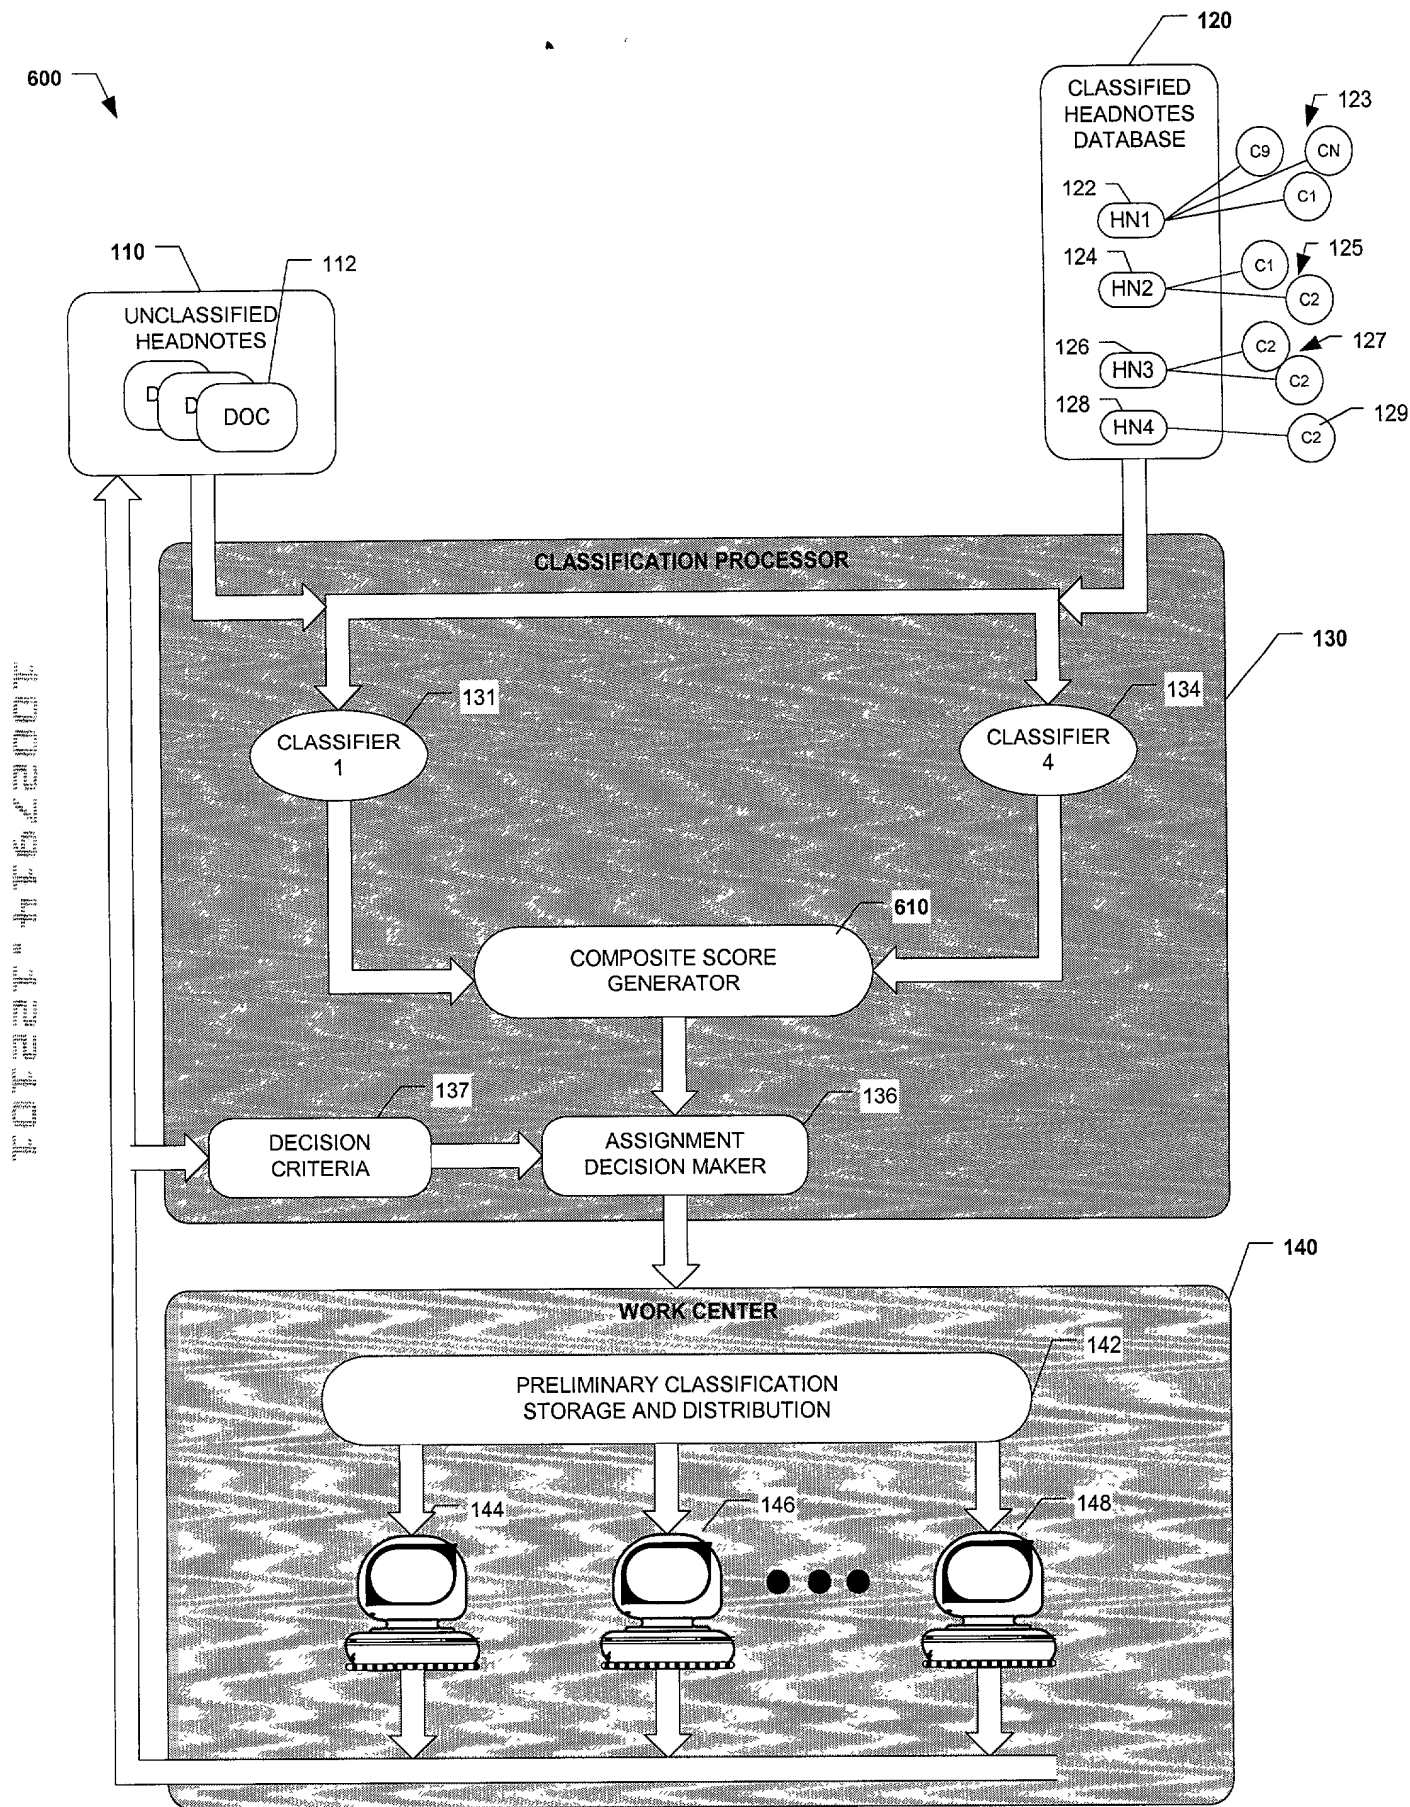 120
600
CLASSIFIED
HEADNOTES
DATABASE
123
C9
CN
122
C1
HN1
110
112
124
C1
125
HN2
C2
UNCLASSIFIED
HEADNOTES
126
C2
127
HN3
C2
D
D
DOC
128
129
HN4
C2
CLASSIFICATION PROCESSOR
130
131
134
CLASSIFIER
1
CLASSIFIER
4
610
COMPOSITE SCORE
GENERATOR
137
136
DECISION
CRITERIA
ASSIGNMENT
DECISION MAKER
140
WORK CENTER
142
PRELIMINARY CLASSIFICATION
STORAGE AND DISTRIBUTION
144
146
148